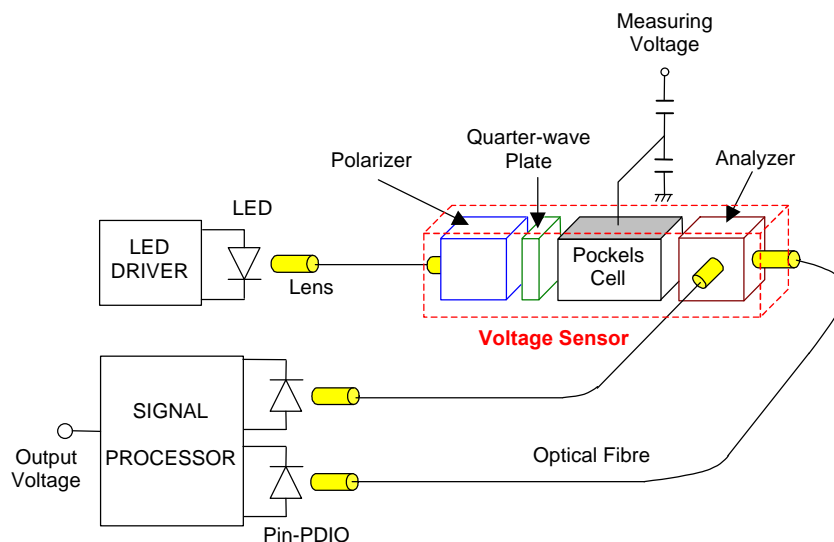 Measuring
Voltage
Quarter-wave
Plate
Polarizer
Analyzer
LED
LED
DRIVER
Lens
Pockels
Cell
Voltage Sensor
SIGNAL
PROCESSOR
Output
Voltage
Optical Fibre
Pin-PDIO